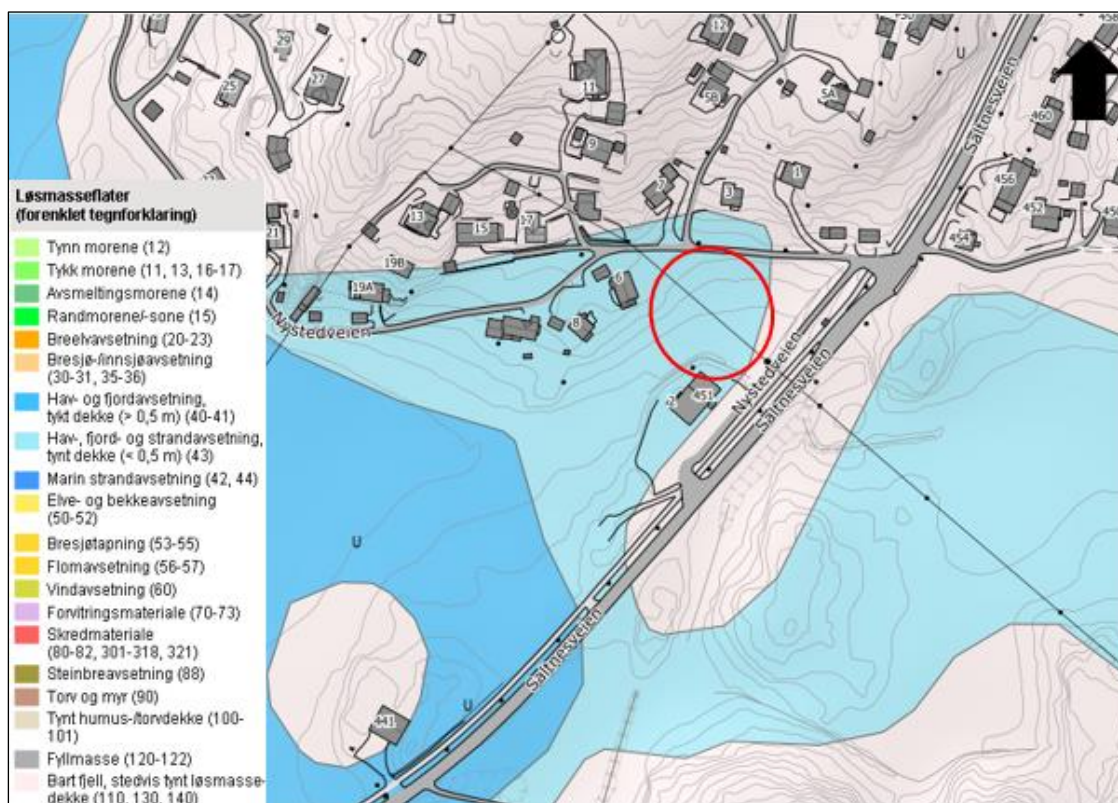 Løsmasseflater
(forenklet tegnforklaring)
Tynn morene (12)
Tykk morene (11, 13, 16-17)
Avsmeltingsmorene (14)
Randmorene/-sone (15)
Breelvavsetning (20-23)
Bresjø-/innsjøavsetning
(30-31, 35-36)
Hav- og fjordavsetning,
tykt dekke (> 0,5 m) (40-41)
Hav-, fjord- og strandavsetning,
tynt dekke (< 0,5 m) (43)
Marin strandavsetning (42, 44)
Elve- og bekkeavsetning
(50-52)
Bresjøtapning (53-55)
Flomavsetning (56-57)
Vindavsetning (60)
Forvitringsmateriale (70-73)
Skredmateriale
(80-82, 301-318, 321)
Steinbreavsetning (88)
Torv og myr (90)
Tynt humus-/torvdekke (100-
101)
Fyllmasse (120-122)
Bart fjell, stedvis tynt løsmasse-
dekke (110, 130, 140)
29
12
U
25
27
11
5B
5A
Saltnesveien
460
9
456
1
U
7
3
452
13
15
17
454
21
19B
19A
6
8
Nystedveien
2
451
Nystedveien
Saltnesveien
U
Saltnesveien
U
441